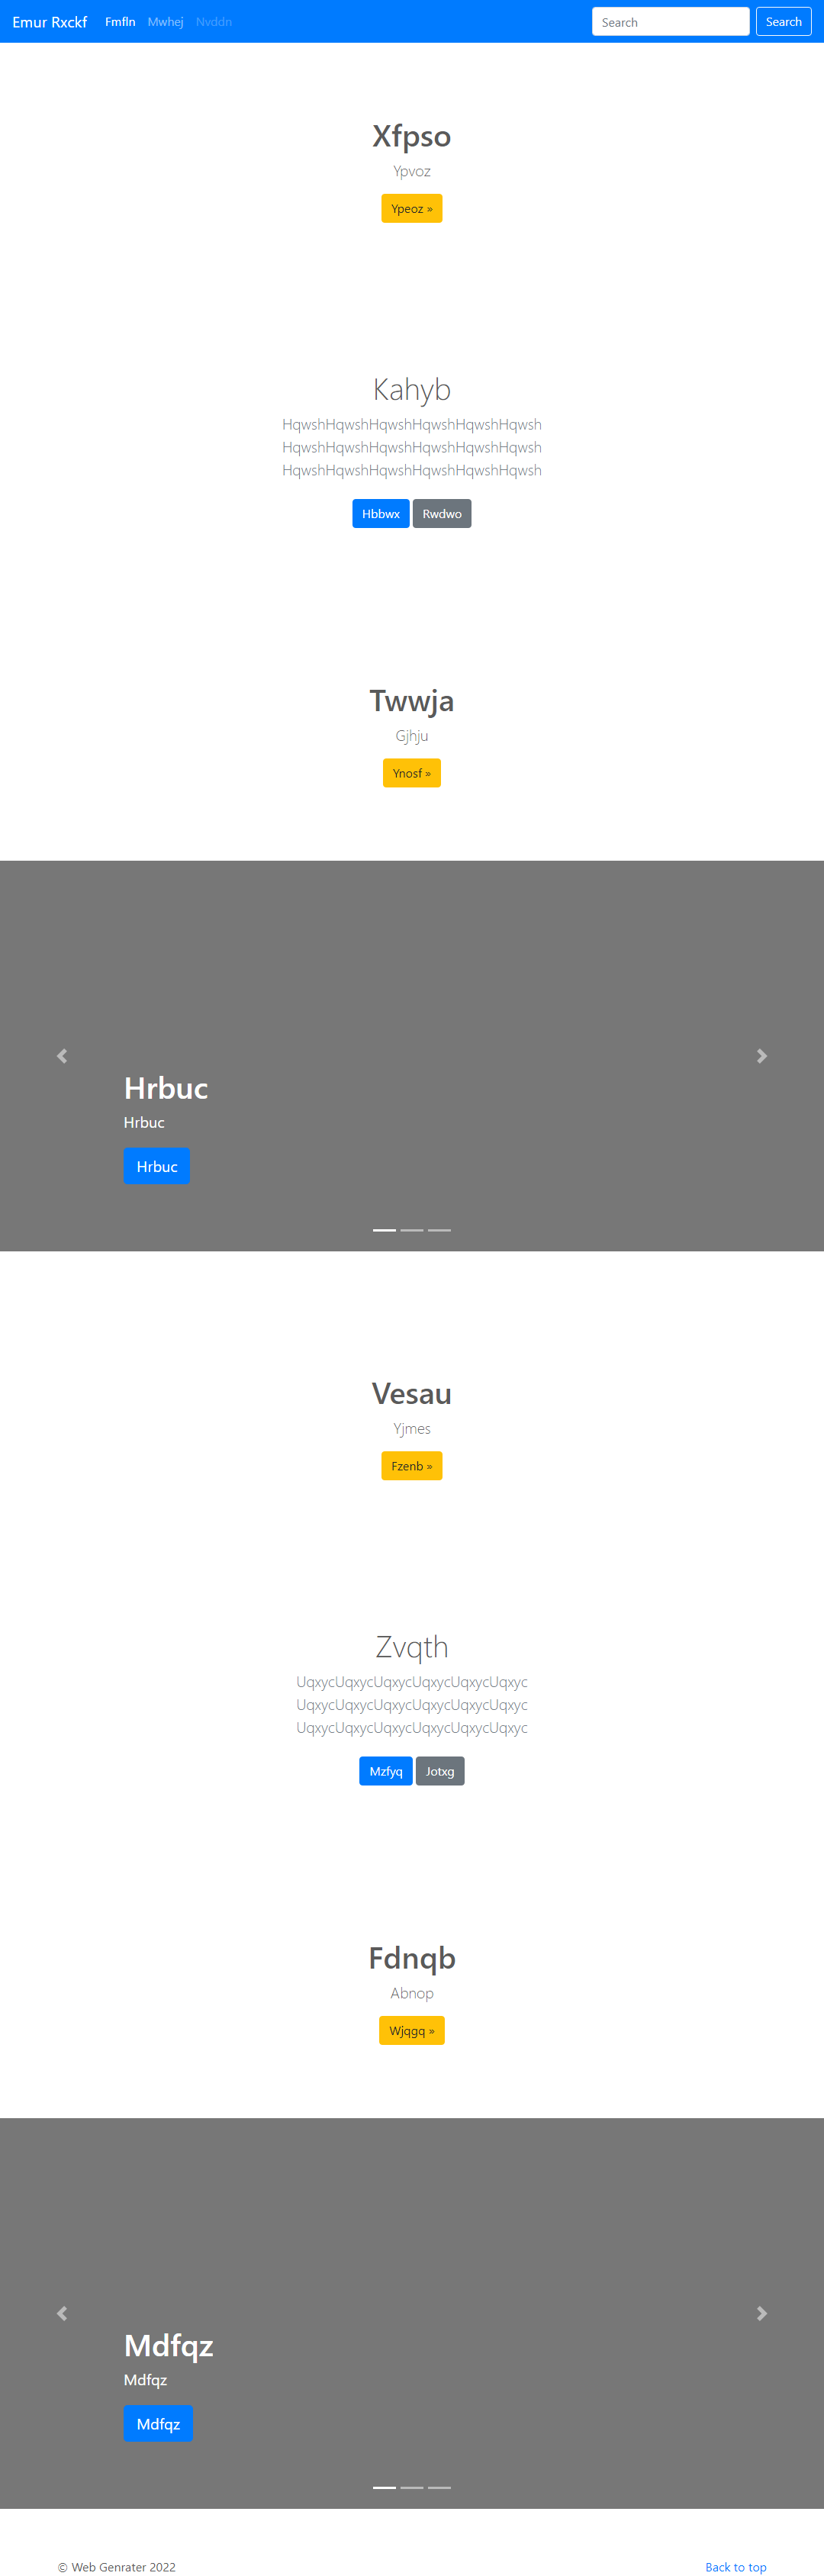 Emur Rxckf Fmfln Mwhej Nvddn Search Search
Xfpso
Ypvoz
Ypeoz »
Kahyb
HqwshHqwshHqwshHqwshHqwshHqwsh
HqwshHqwshHqwshHqwshHqwshHqwsh
HqwshHqwshHqwshHqwshHqwshHqwsh
Hbbwx Rwdwo
Twwja
Gjhju
Ynosf »
Hrbuc
Hrbuc
Hrbuc
Vesau
Yjmes
Fzenb »
Zvqth
UqxycUqxycUqxycUqxycUqxycUqxyc
UqxycUqxycUqxycUqxycUqxycUqxyc
UqxycUqxycUqxycUqxycUqxycUqxyc
Mzfyq Jotxg
Fdnqb
Abnop
Wjqgq »
Mdfqz
Mdfqz
Mdfqz
© Web Genrater 2022 Back to top